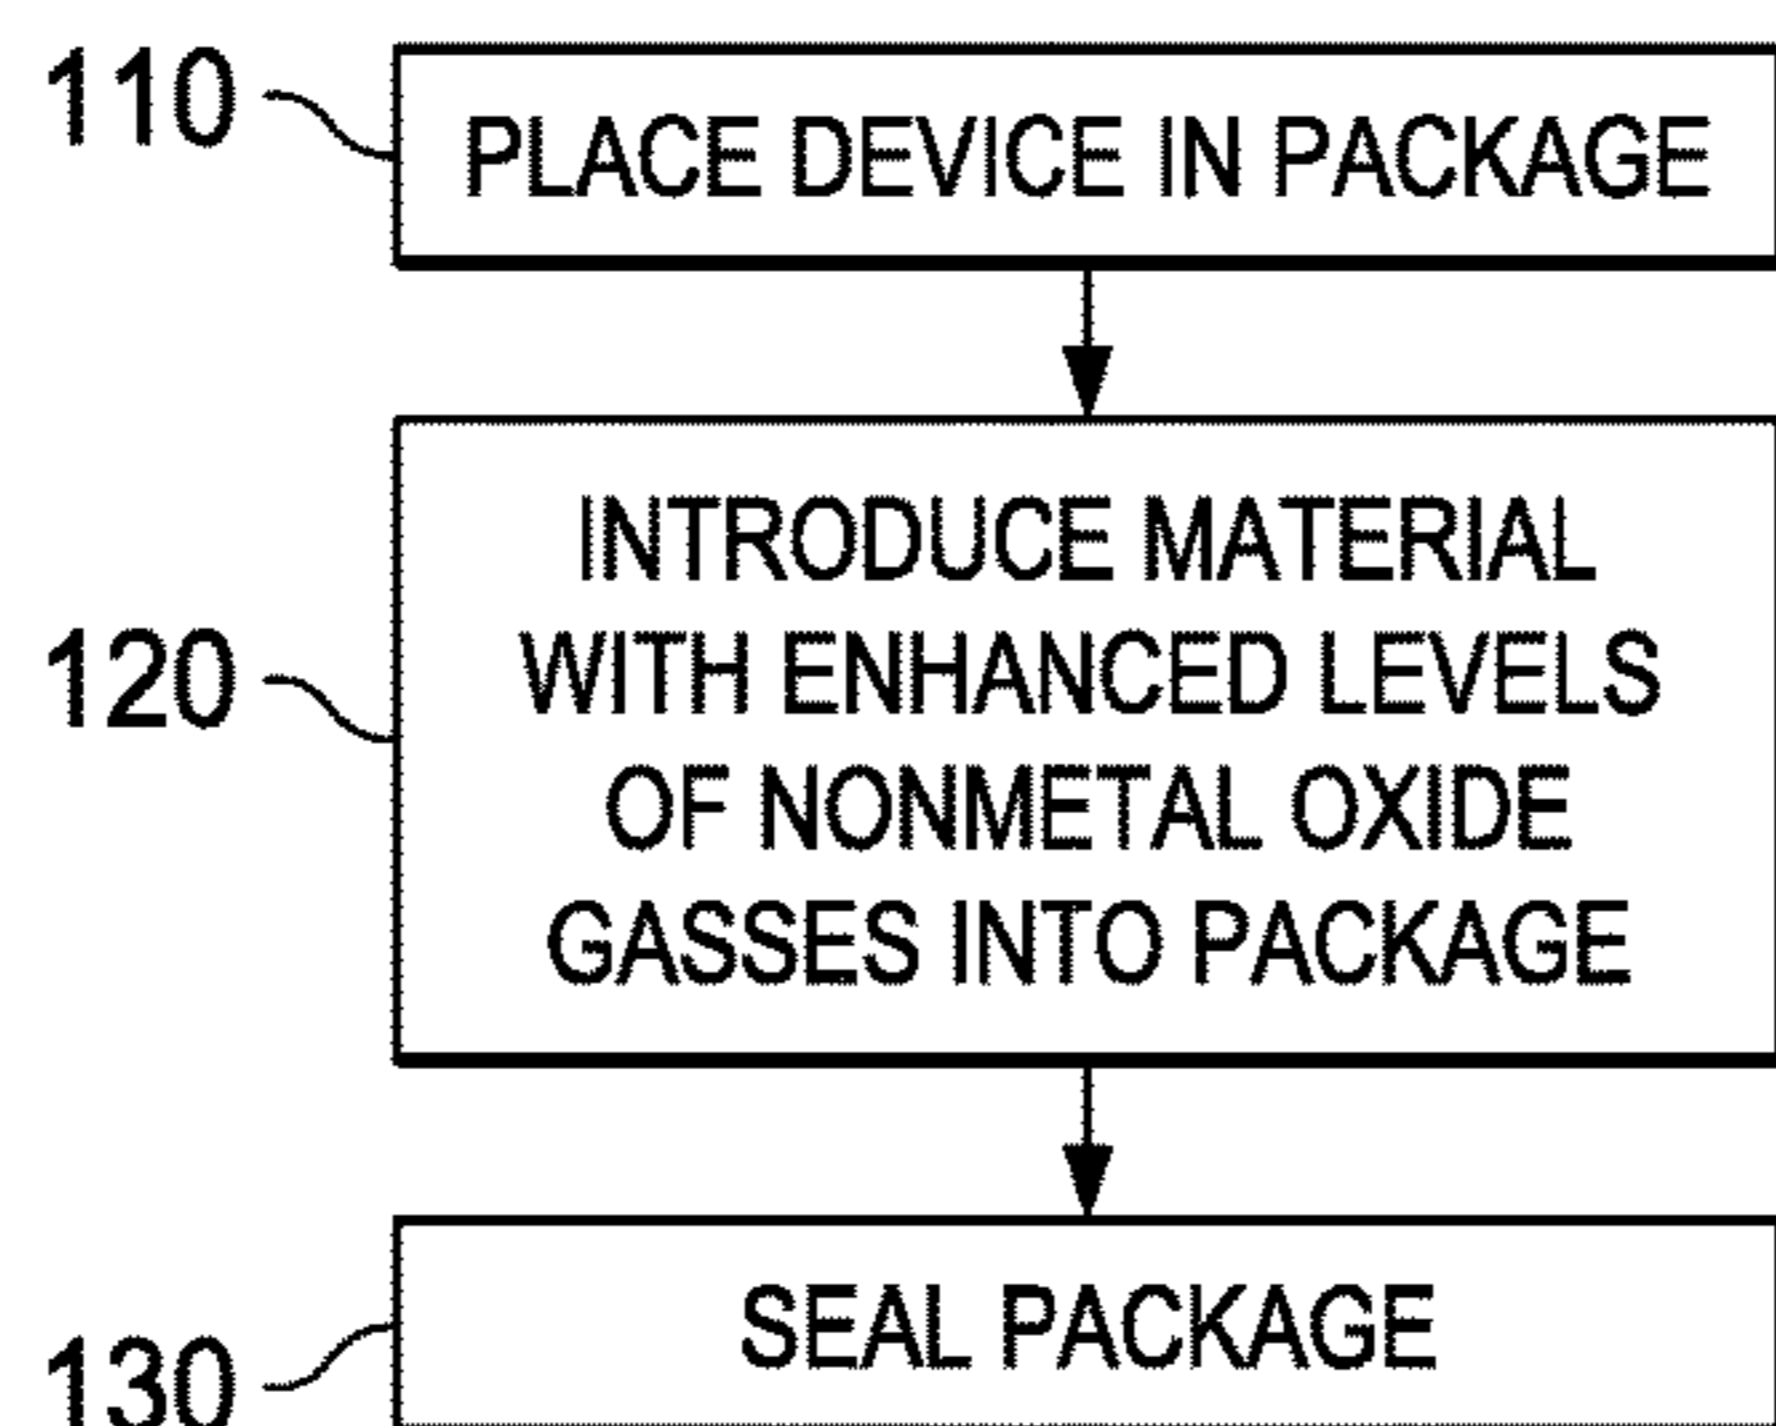 110
PLACE DEVICE IN PACKAGE
INTRODUCE MATERIAL
WITH ENHANCED LEVELS
120
OF NONMETAL OXIDE
GASSES INTO PACKAGE
SEAL PACKAGE
130